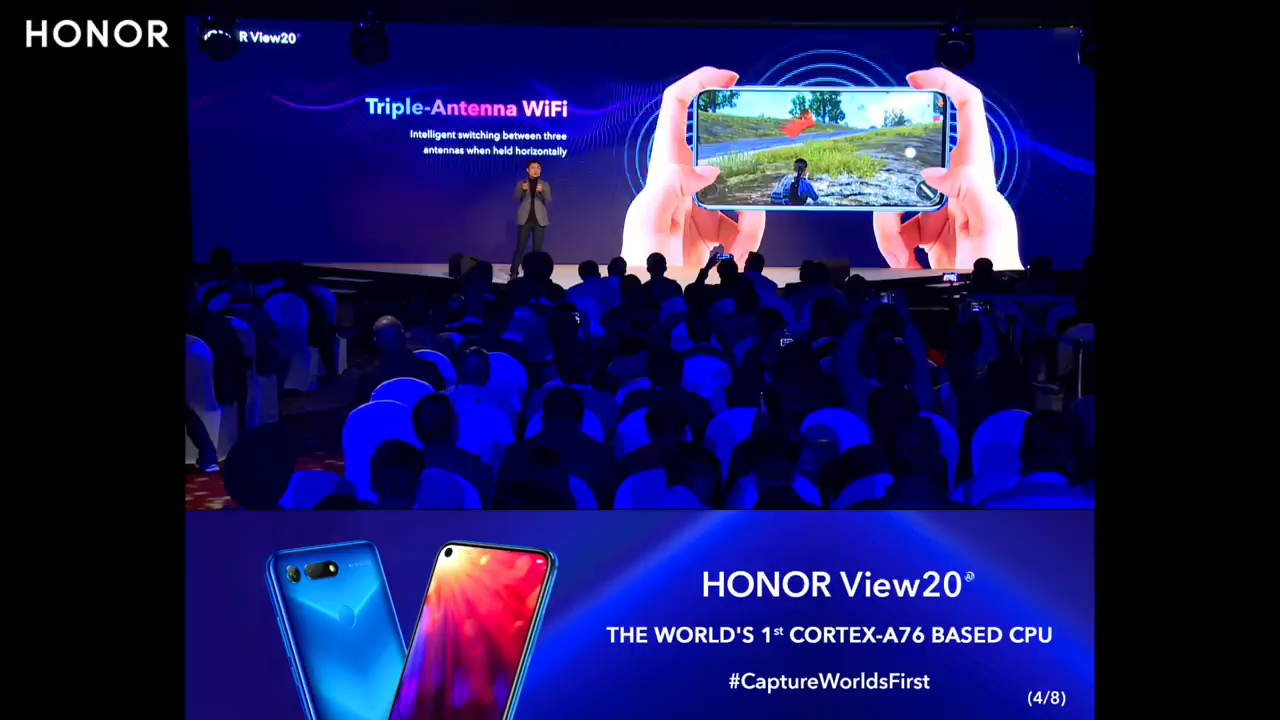 HONOR
R View20
Triple-Antenna WiFi
Intelligent switching between three
antennas when held horizontally
HONOR View20
THE WORLD'S 1st CORTEX-A76 BASED CPU
#CaptureWorldsFirst
(4/8)